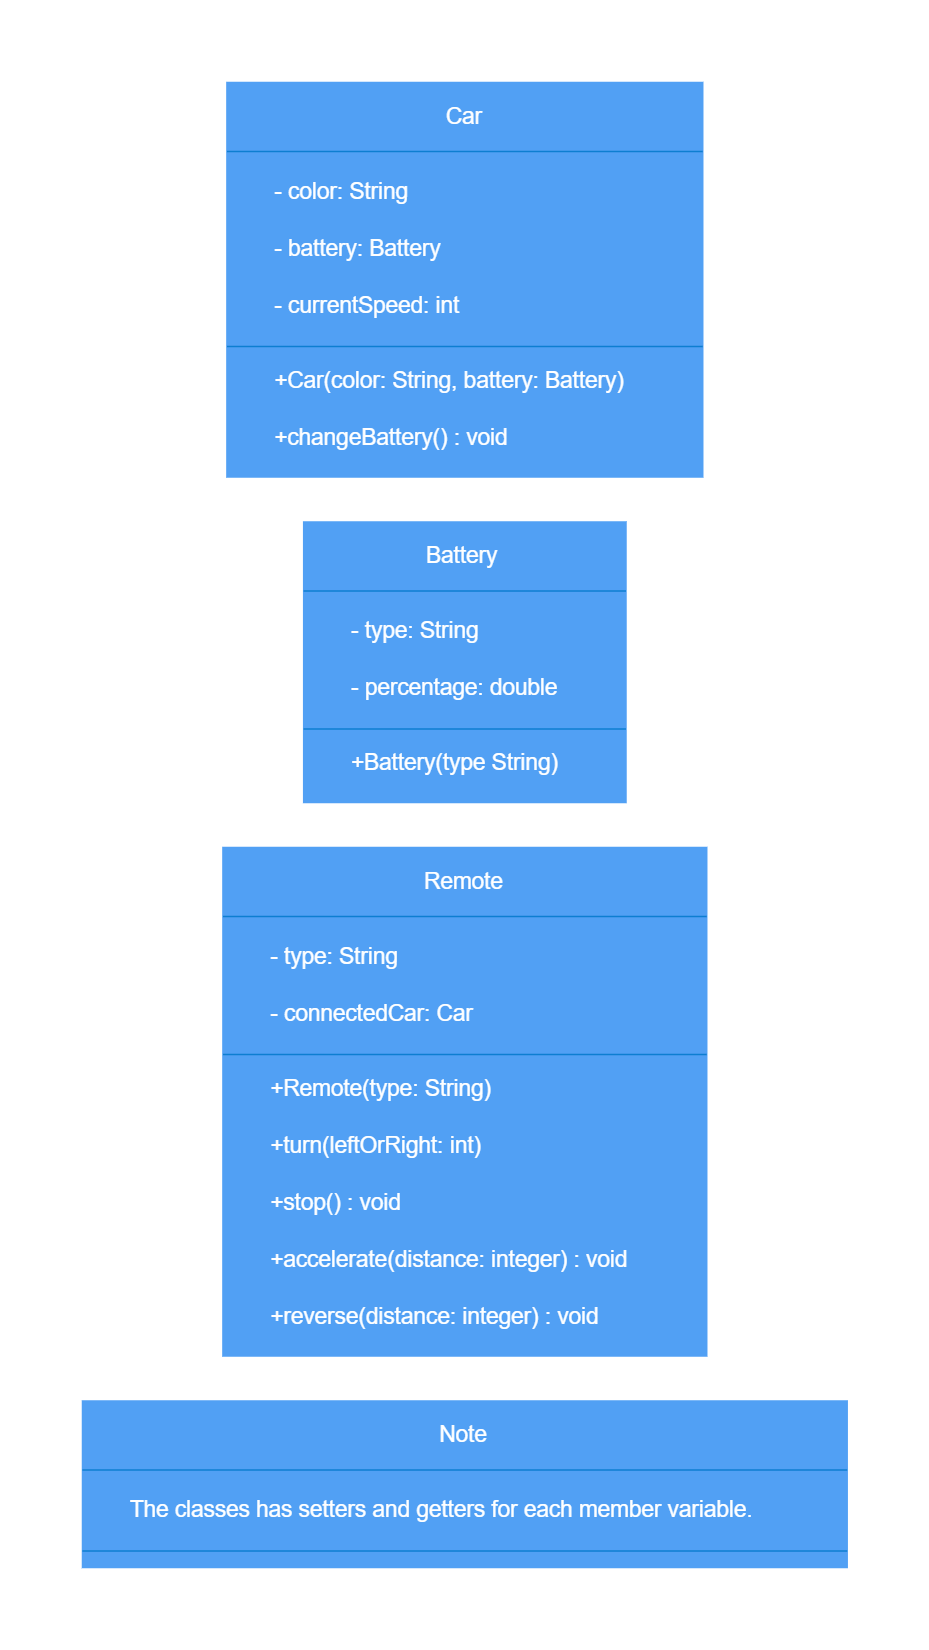 Car
- color: String
- battery: Battery
- currentSpeed: int
+Car(color: String, battery: Battery)
+changeBattery() : void
Battery
- type: String
- percentage: double
+Battery(type String)
Remote
- type: String
- connectedCar: Car
+Remote(type: String)
+turn(leftOrRight: int)
+stop() : void
+accelerate(distance: integer) : void
+reverse(distance: integer) : void
Note
The classes has setters and getters for each member variable.